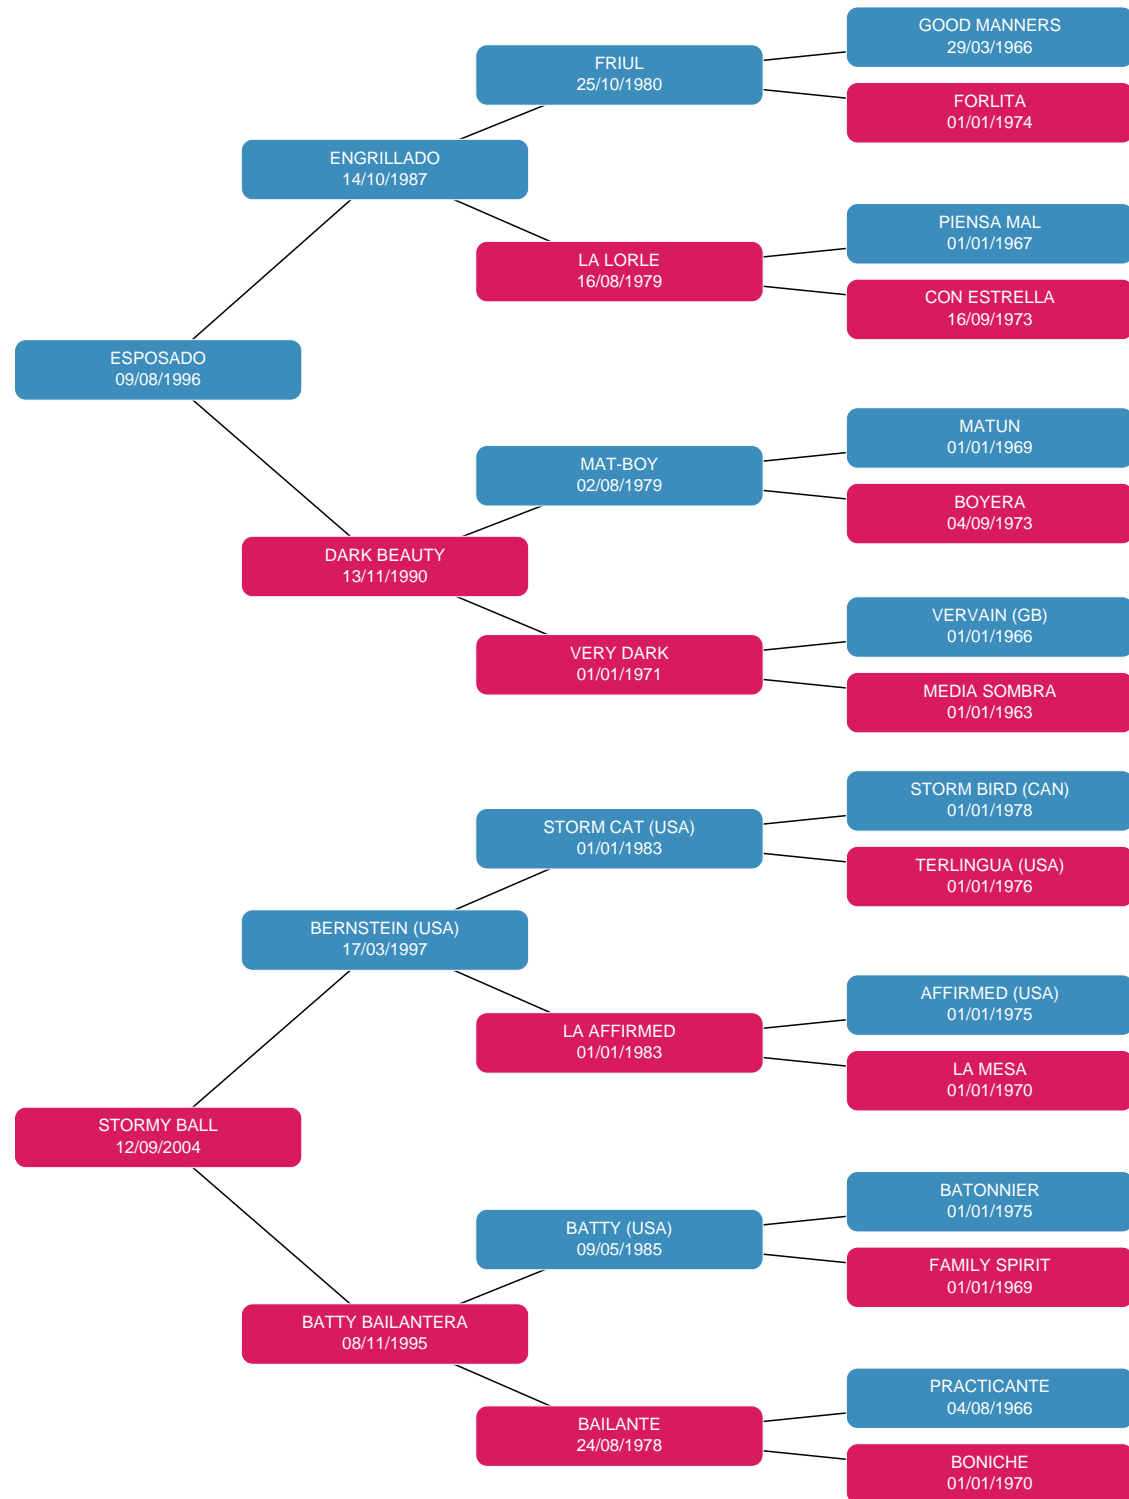 GOOD MANNERS
29/03/1966
FRIUL
25/10/1980
FORLITA
01/01/1974
ENGRILLADO
14/10/1987
PIENSA MAL
01/01/1967
LA LORLE
16/08/1979
CON ESTRELLA
16/09/1973
ESPOSADO
09/08/1996
MATUN
01/01/1969
MAT-BOY
02/08/1979
BOYERA
04/09/1973
DARK BEAUTY
13/11/1990
VERVAIN (GB)
01/01/1966
VERY DARK
01/01/1971
MEDIA SOMBRA
01/01/1963
STORM BIRD (CAN)
01/01/1978
STORM CAT (USA)
01/01/1983
TERLINGUA (USA)
01/01/1976
BERNSTEIN (USA)
17/03/1997
AFFIRMED (USA)
01/01/1975
LA AFFIRMED
01/01/1983
LA MESA
01/01/1970
STORMY BALL
12/09/2004
BATONNIER
01/01/1975
BATTY (USA)
09/05/1985
FAMILY SPIRIT
01/01/1969
BATTY BAILANTERA
08/11/1995
PRACTICANTE
04/08/1966
BAILANTE
24/08/1978
BONICHE
01/01/1970